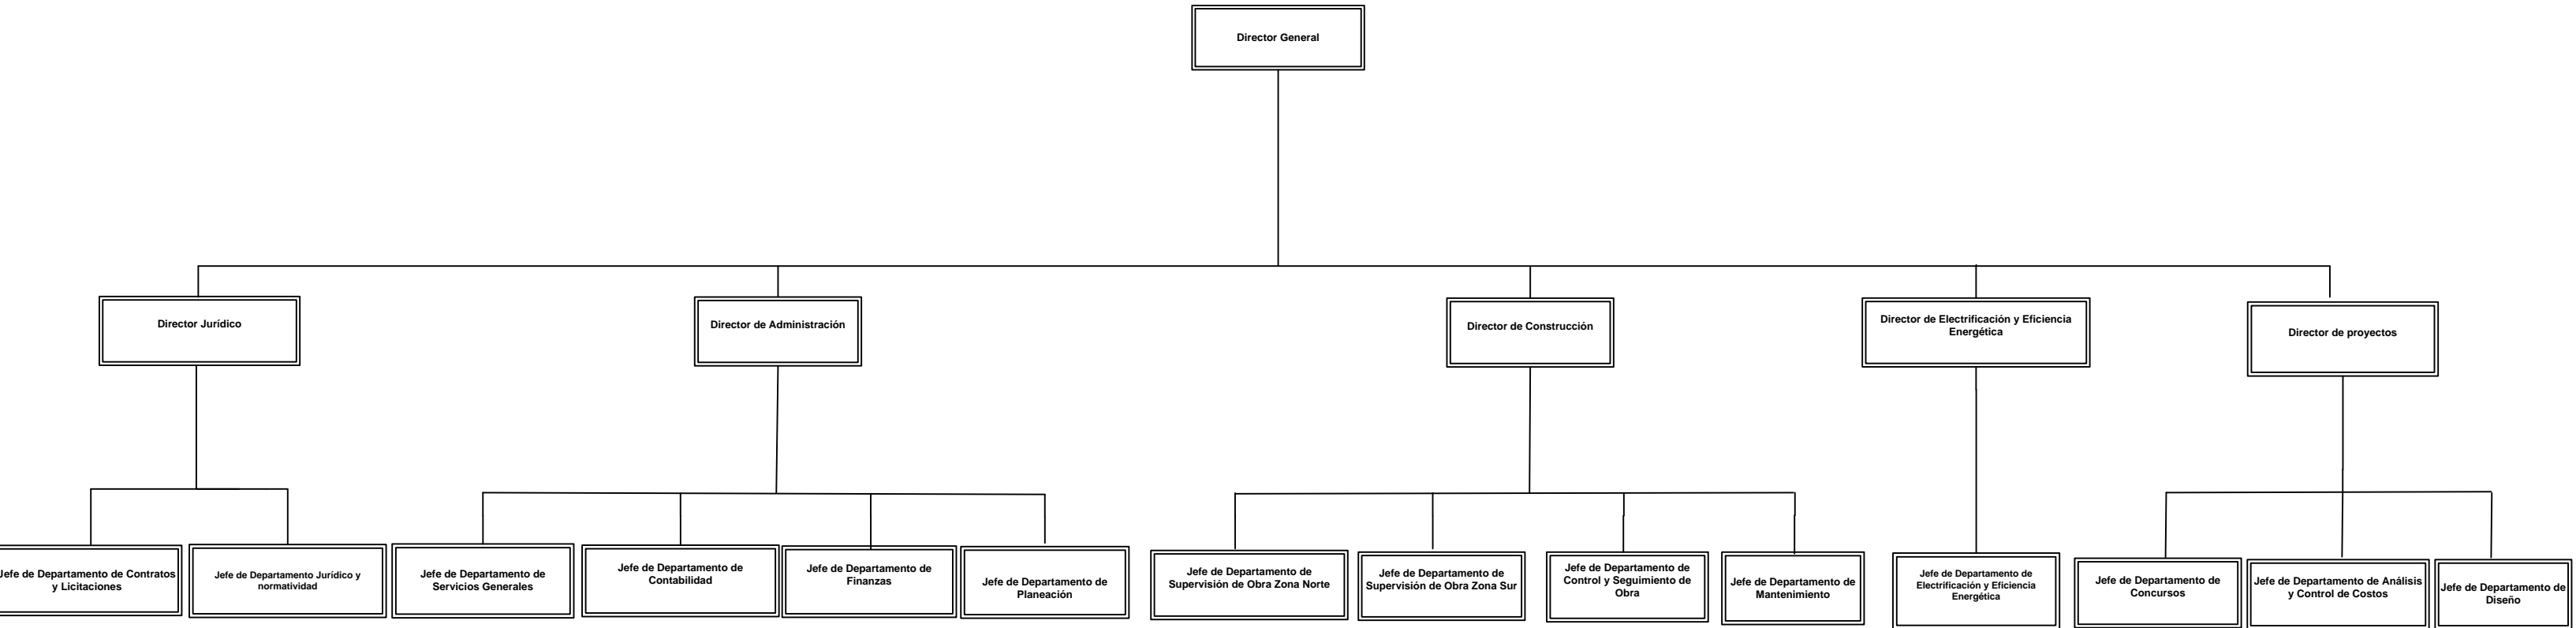 Director General
Director Jurídico
Director de Administración
Director de Construcción
Director de Electrificación y Eficiencia
Energética
Director de proyectos
Jefe de Departamento de Contratos
y Licitaciones
Jefe de Departamento Jurídico y
normatividad
Jefe de Departamento de
Servicios Generales
Jefe de Departamento de
Contabilidad
Jefe de Departamento de
Finanzas
Jefe de Departamento de
Planeación
Jefe de Departamento de
Supervisión de Obra Zona Norte
Jefe de Departamento de
Supervisión de Obra Zona Sur
Jefe de Departamento de
Control y Seguimiento de
Obra
Jefe de Departamento de
Mantenimiento
Jefe de Departamento de
Electrificación y Eficiencia
Energética
Jefe de Departamento de
Concursos
Jefe de Departamento de Análisis
y Control de Costos
Jefe de Departamento de
Diseño